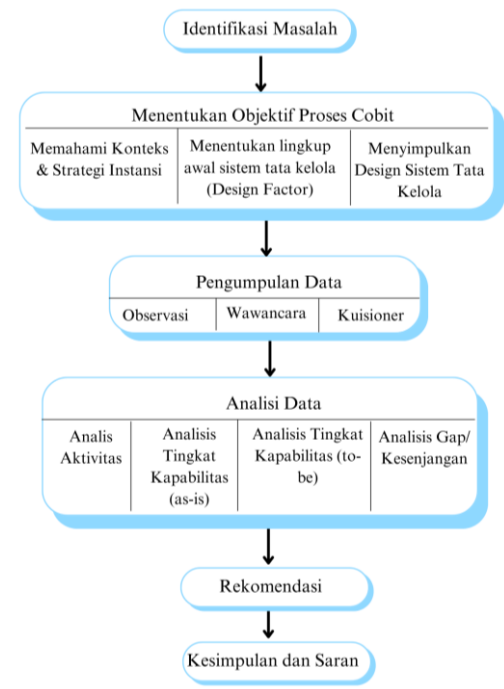 Identifikasi Masalah
Menentukan Objektif Proses Cobit
Memahami Konteks
& Strategi Instansi
Menentukan lingkup
awal sistem tata kelola
(Design Factor)
Menyimpulkan
Design Sistem Tata
Kelola
Pengumpulan Data
Observasi
Wawancara
Kuisioner
Analisi Data
Analis
Aktivitas
Analisis
Tingkat
Kapabilitas
(as-is)
Analisis Tingkat
Kapabilitas (to-
be)
Analisis Gap/
Kesenjangan
Rekomendasi
Kesimpulan dan Saran